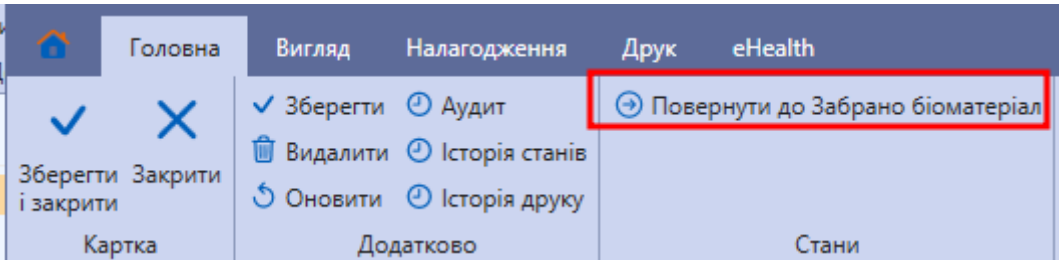 Головна Вигляд Налагодження Друк eHealth
Зберегти і закрити
Закрити
Зберегти
Видалити
Оновити
Аудит
Історія станів
Історія друку
Повернути до Забрано біоматеріал
Картка Додатково Стани